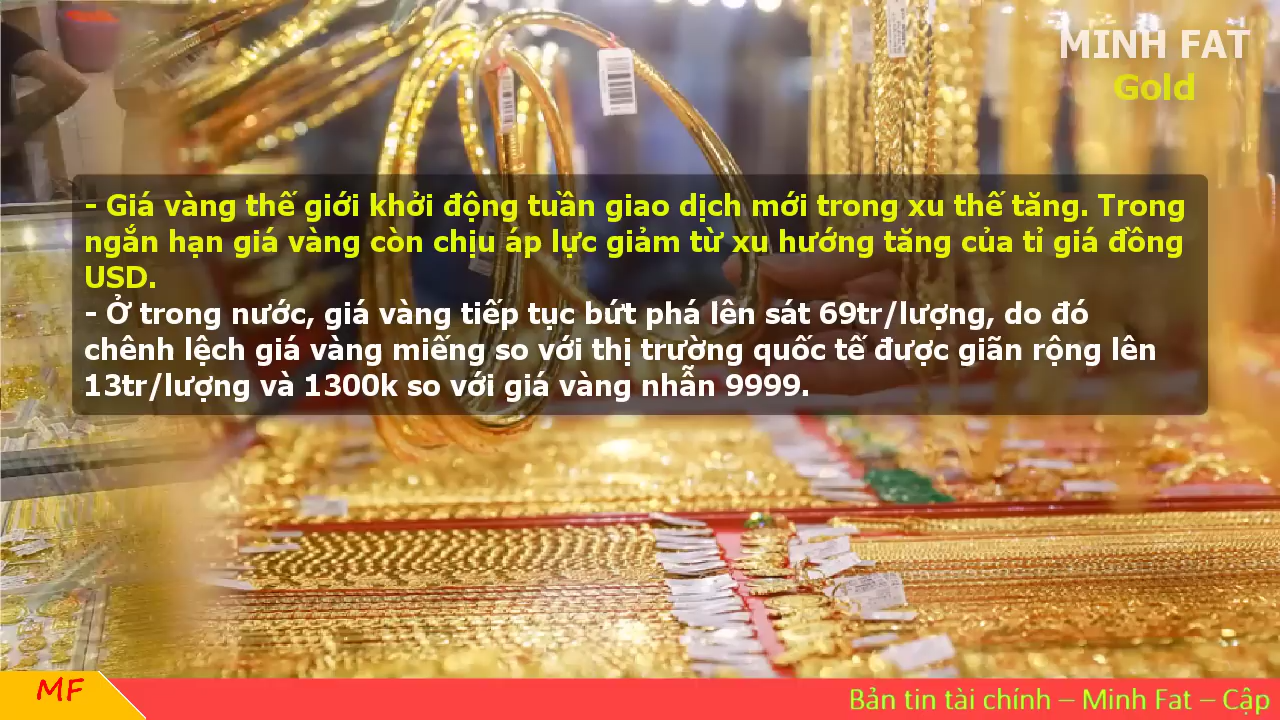 MINH FAT
Gold
- Giá vàng thế giới khởi động tuần giao dịch mới trong xu thế tăng. Trong
ngắn hạn giá vàng còn chịu áp lực giảm từ xu hướng tăng của tỉ giá đồng
USD.
- Ở trong nước, giá vàng tiếp tục bứt phá lên sát 69tr/lượng, do đó
chênh lệch giá vàng miếng so với thị trường quốc tế được giãn rộng lên
13tr/lượng và 1300k so với giá vàng nhẫn 9999.
MF
Bản tin tài chính – Minh Fat – Cập